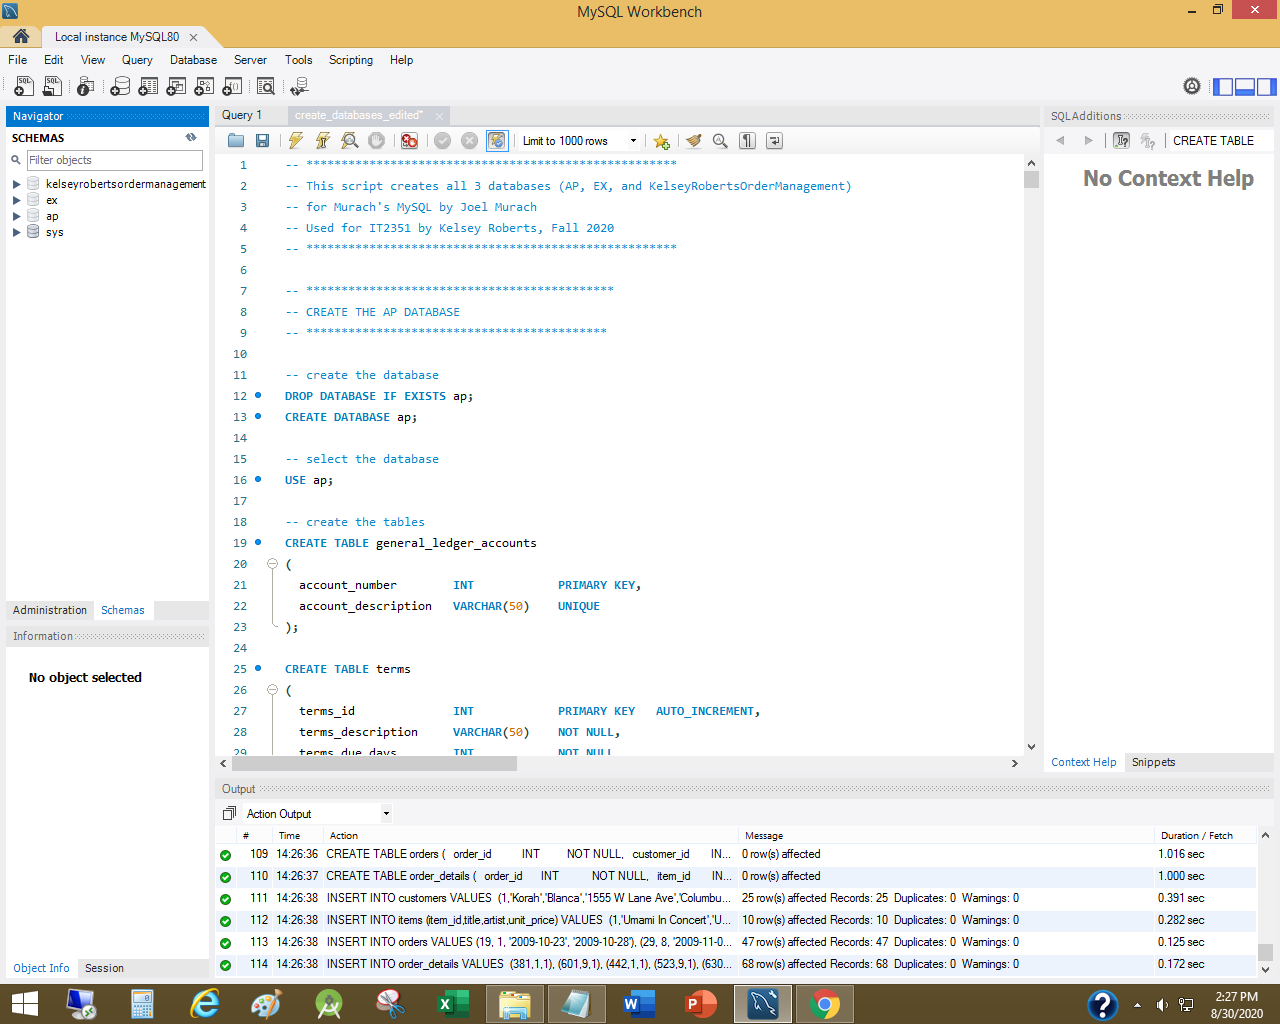 MySQL Workbench
Local instance MySQL80
File Edit View Query Database Server Tools Scripting Help
Navigator
SCHEMAS
Filter objects
kelseyrobertsordermanagement
ex
ap
sys
Administration Schemas
Information
No object selected
Object Info Session
Query 1 create_databases_edited*
Limit to 1000 rows
1 -- *****************************************************
2 -- This script creates all 3 databases (AP, EX, and KelseyRobertsOrderManagement)
3 -- for Murach's MySQL by Joel Murach
4 -- Used for IT2351 by Kelsey Roberts, Fall 2020
5 -- *****************************************************
6
7 -- ********************************************
8 -- CREATE THE AP DATABASE
9 -- *******************************************
10
11 -- create the database
12 DROP DATABASE IF EXISTS ap;
13 CREATE DATABASE ap;
14
15 -- select the database
16 USE ap;
17
18 -- create the tables
19 CREATE TABLE general_ledger_accounts
20 (
21 account_number INT PRIMARY KEY,
22 account_description VARCHAR(50) UNIQUE
23 );
24
25 CREATE TABLE terms
26 (
27 terms_id INT PRIMARY KEY AUTO_INCREMENT,
28 terms_description VARCHAR(50) NOT NULL,
29 terms_due_days INT NOT NULL
SQLAdditions
CREATE TABLE
No Context Help
Context Help Snippets
Output
Action Output
# Time Action Message Duration / Fetch
109 14:26:36 CREATE TABLE orders ( order_id INT NOT NULL, customer_id IN... 0 row(s) affected 1.016 sec
110 14:26:37 CREATE TABLE order_details ( order_id INT NOT NULL, item_id IN... 0 row(s) affected 1.000 sec
111 14:26:38 INSERT INTO customers VALUES (1,'Korah','Blanca','1555 W Lane Ave','Columbu... 25 row(s) affected Records: 25 Duplicates: 0 Warnings: 0 0.391 sec
112 14:26:38 INSERT INTO items (item_id,title,artist,unit_price) VALUES (1,'Umami In Concert','U... 10 row(s) affected Records: 10 Duplicates: 0 Warnings: 0 0.282 sec
113 14:26:38 INSERT INTO orders VALUES (19, 1, '2009-10-23', '2009-10-28'), (29, 8, '2009-11-0... 47 row(s) affected Records: 47 Duplicates: 0 Warnings: 0 0.125 sec
114 14:26:38 INSERT INTO order_details VALUES (381,1,1), (601,9,1), (442,1,1), (523,9,1), (630... 68 row(s) affected Records: 68 Duplicates: 0 Warnings: 0 0.172 sec
2:27 PM
8/30/2020